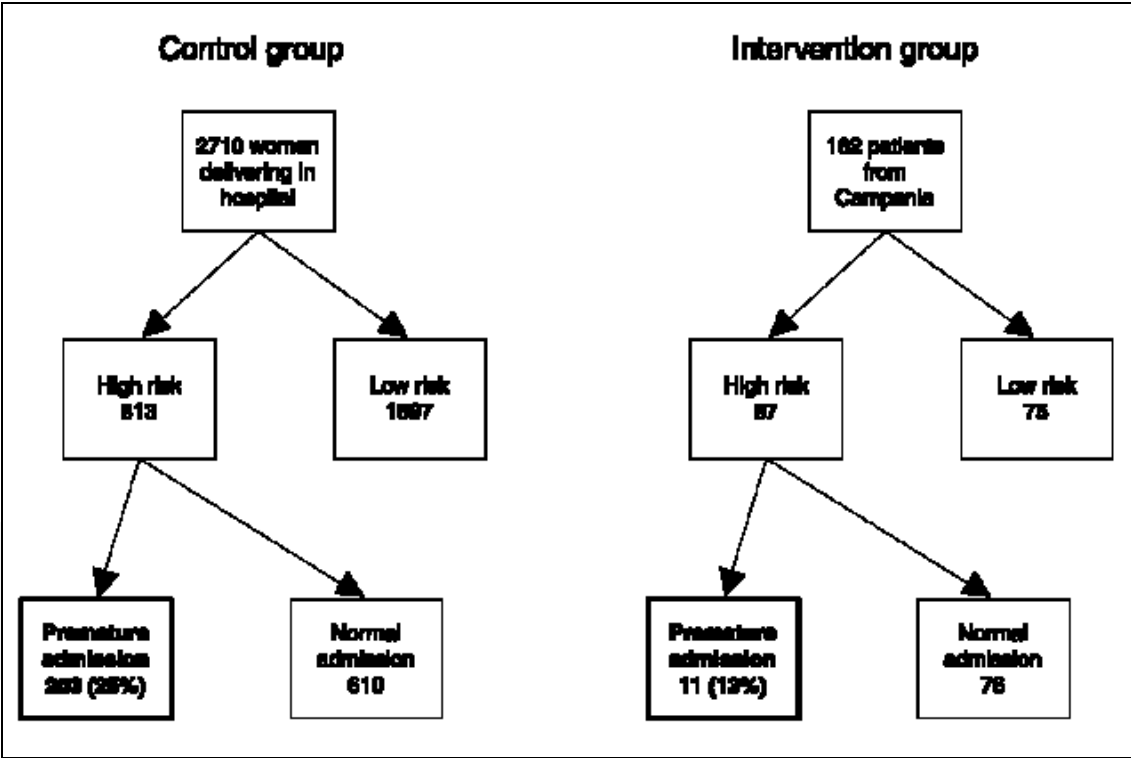 Control group
2710 women
delivering in
hospital
High risk
813
Low risk
1897
Premature
admission
203 (25%)
Normal
admission
610
Intervention group
162 patients
from
Campania
High risk
87
Low risk
75
Premature
admission
11 (13%)
Normal
admission
76